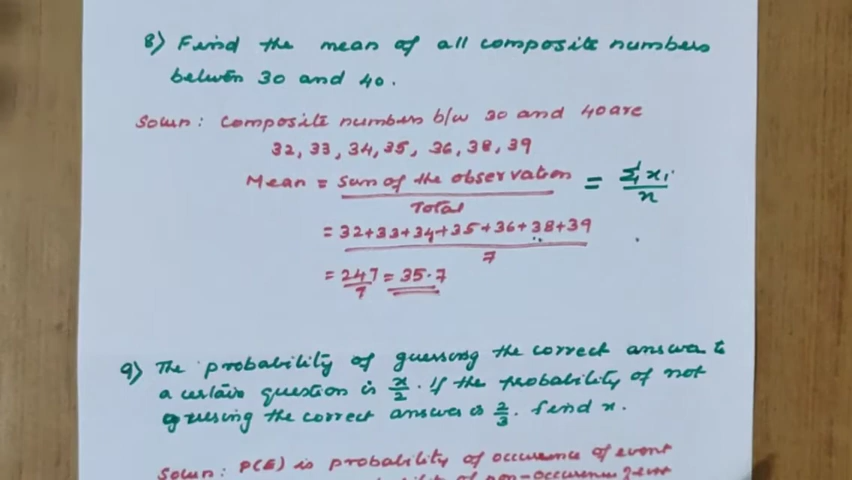 8) Find the mean of all composite numbers
between 30 and 40.
Soln: Composite numbers b/w 30 and 40 are
32, 33, 34, 35, 36, 38, 39
Mean = Sum of the observation / Total = Σxi / n
= 32+33+34+35+36+38+39 / 7
= 247/7 = 35.7
9) The probability of guessing the correct answer to
a certain question is x/2. If the probability of not
guessing the correct answer is 2/3. find x.
Soln: P(E) is probability of occurence of event
of non-occurence